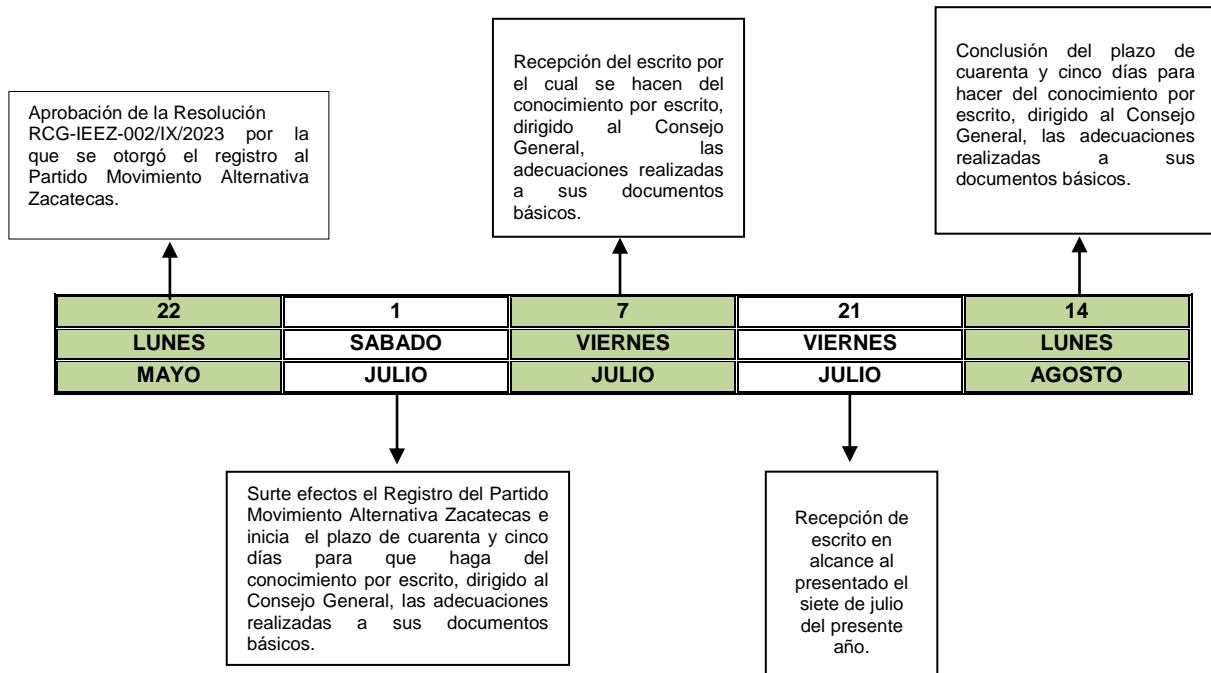 Aprobación de la Resolución
RCG-IEEZ-002/IX/2023 por la
que se otorgó el registro al
Partido Movimiento Alternativa
Zacatecas.
Recepción del escrito por
el cual se hacen del
conocimiento por escrito,
dirigido al Consejo
General, las
adecuaciones realizadas
a sus documentos
básicos.
Conclusión del plazo de
cuarenta y cinco días para
hacer del conocimiento por
escrito, dirigido al Consejo
General, las adecuaciones
realizadas a sus
documentos básicos.
22 1 7 21 14
LUNES SABADO VIERNES VIERNES LUNES
MAYO JULIO JULIO JULIO AGOSTO
Surte efectos el Registro del Partido
Movimiento Alternativa Zacatecas e
inicia el plazo de cuarenta y cinco
días para que haga del
conocimiento por escrito, dirigido al
Consejo General, las adecuaciones
realizadas a sus documentos
básicos.
Recepción de
escrito en
alcance al
presentado el
siete de julio
del presente
año.